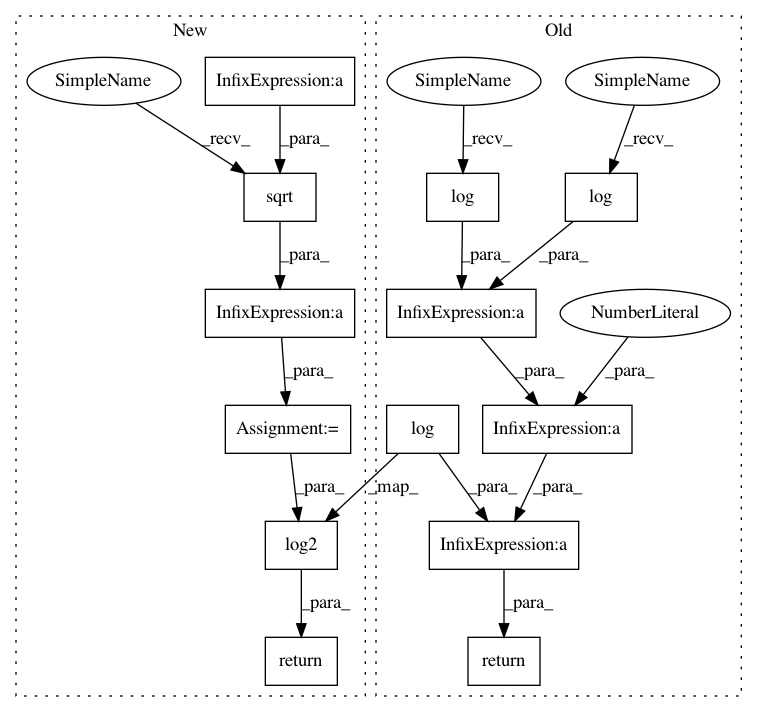 New
Old
SimpleName
InfixExpression:a
SimpleName
SimpleName
_recv_
_para_
_recv_
_recv_
sqrt
log
log
_para_
_para_
_para_
InfixExpression:a
InfixExpression:a
NumberLiteral
_para_
_para_
_para_
Assignment:=
log
InfixExpression:a
_para_
_map_
_para_
_para_
log2
InfixExpression:a
_para_
_para_
return
return